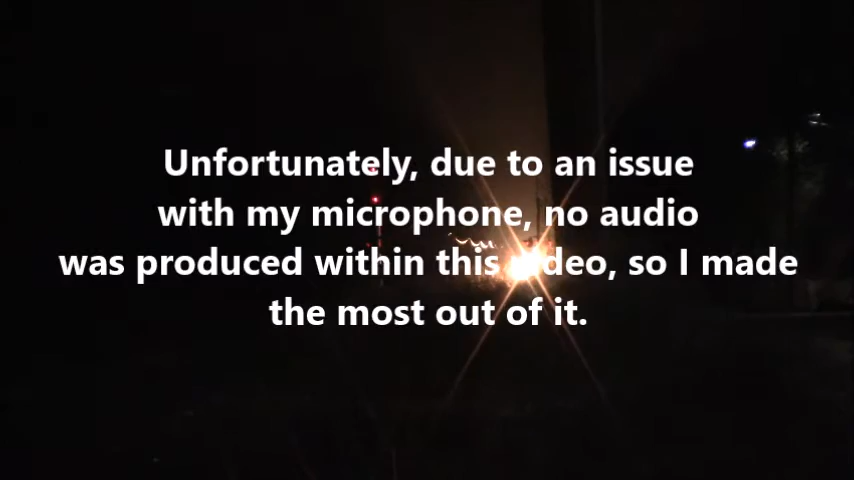 Unfortunately, due to an issue
with my microphone, no audio
was produced within this video, so I made
the most out of it.